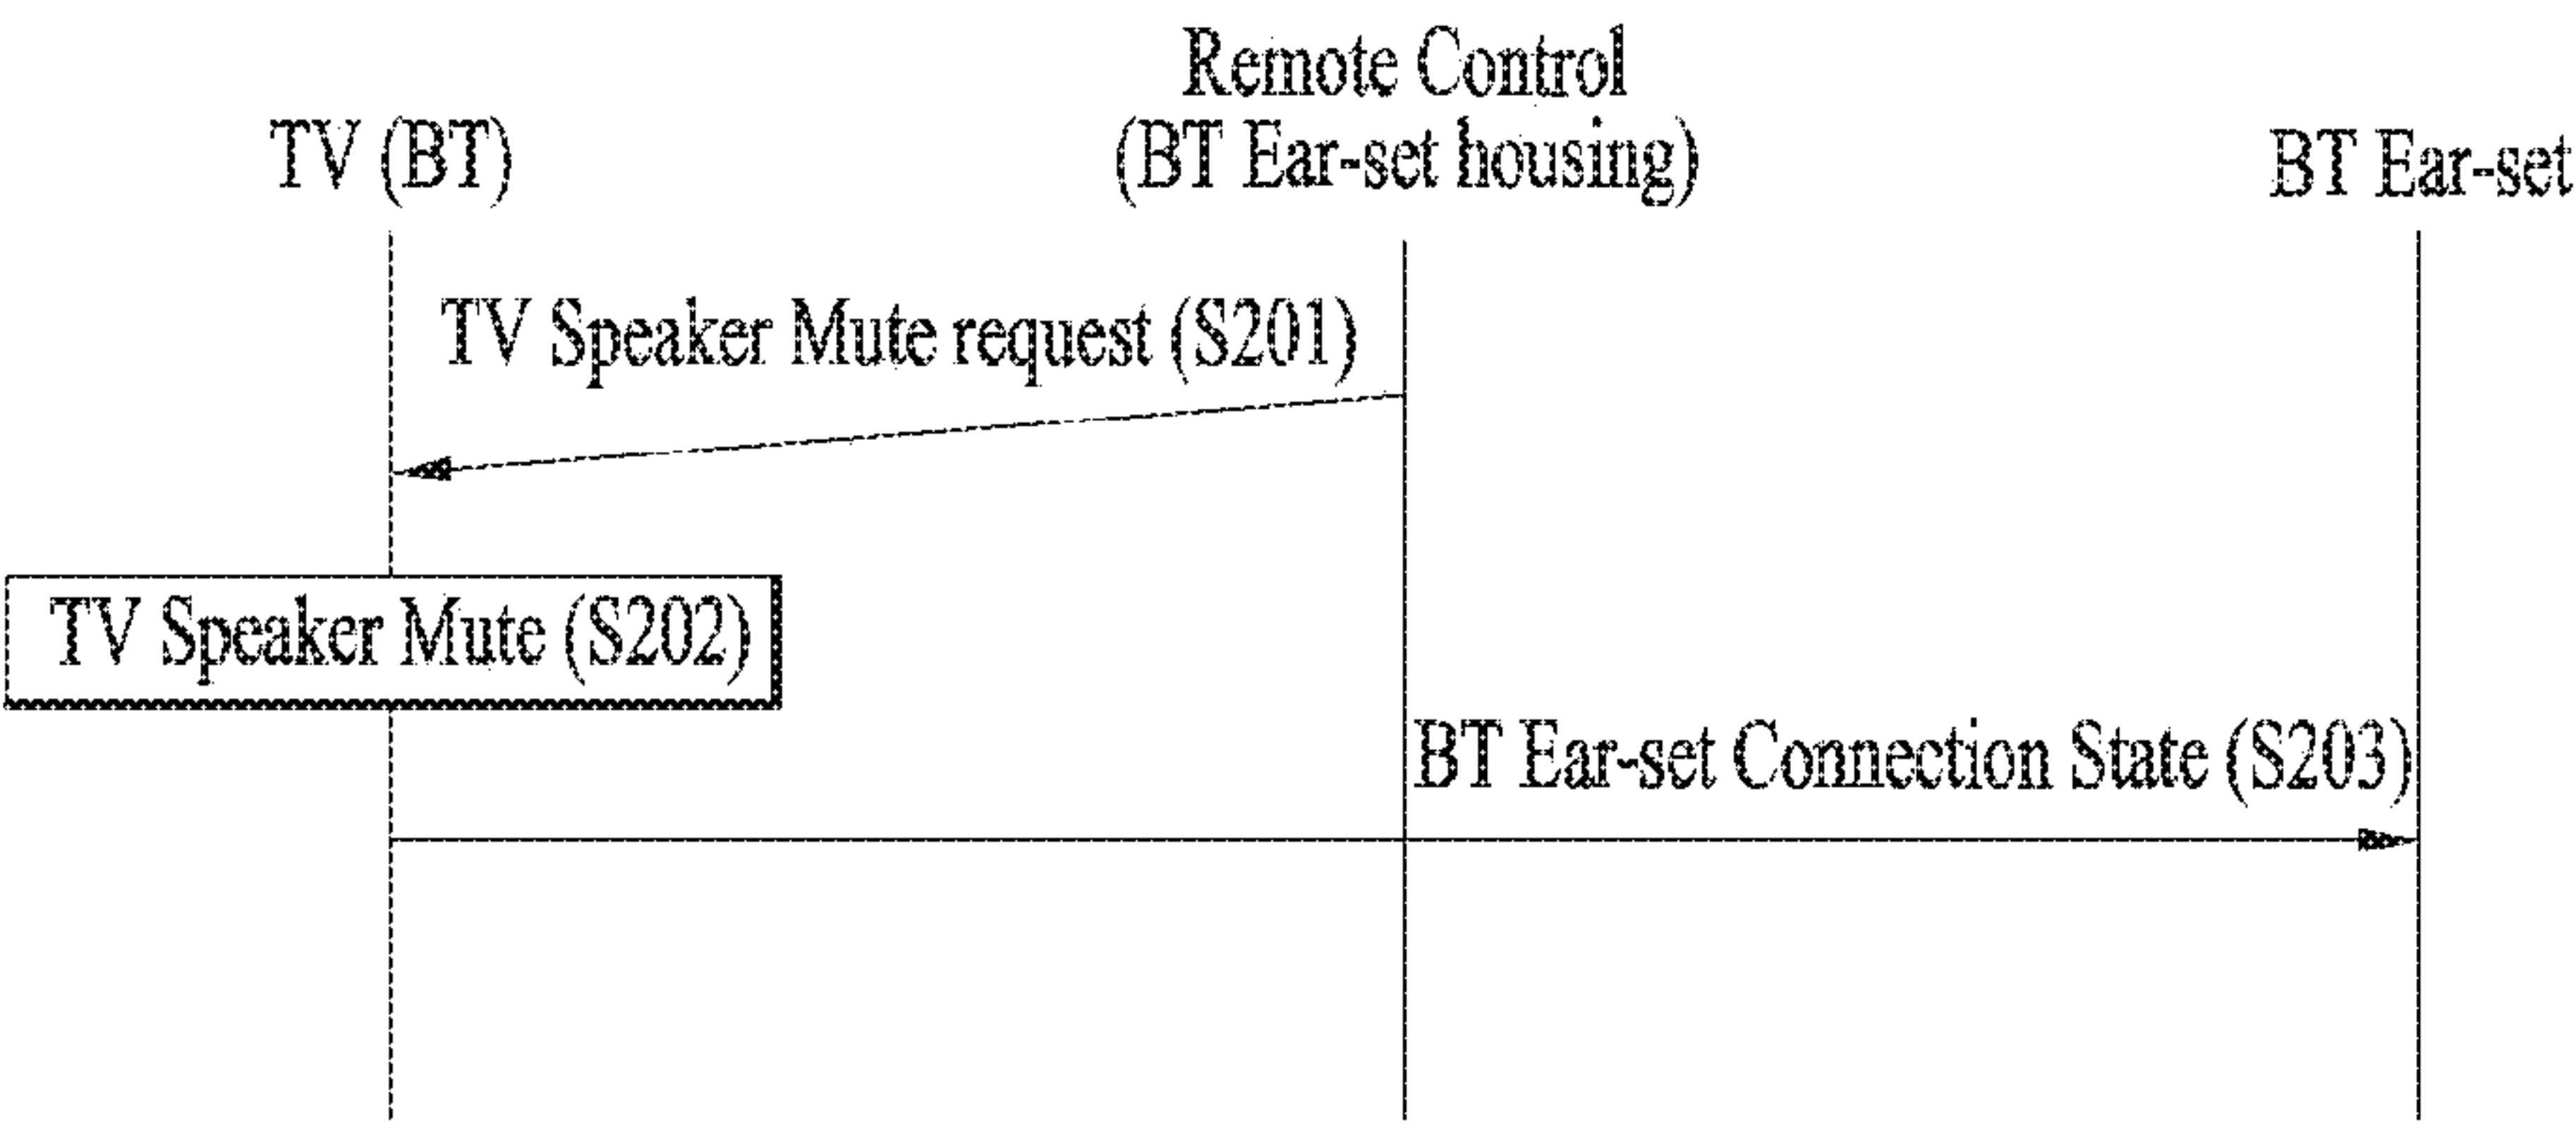 Remote Control
TV (BT)
(BT Ear-set housing)
BT Ear-set
TV Speaker Mute request (S201)
TV Speaker Mute (S202)
BT Ear-set Connection State (S203)